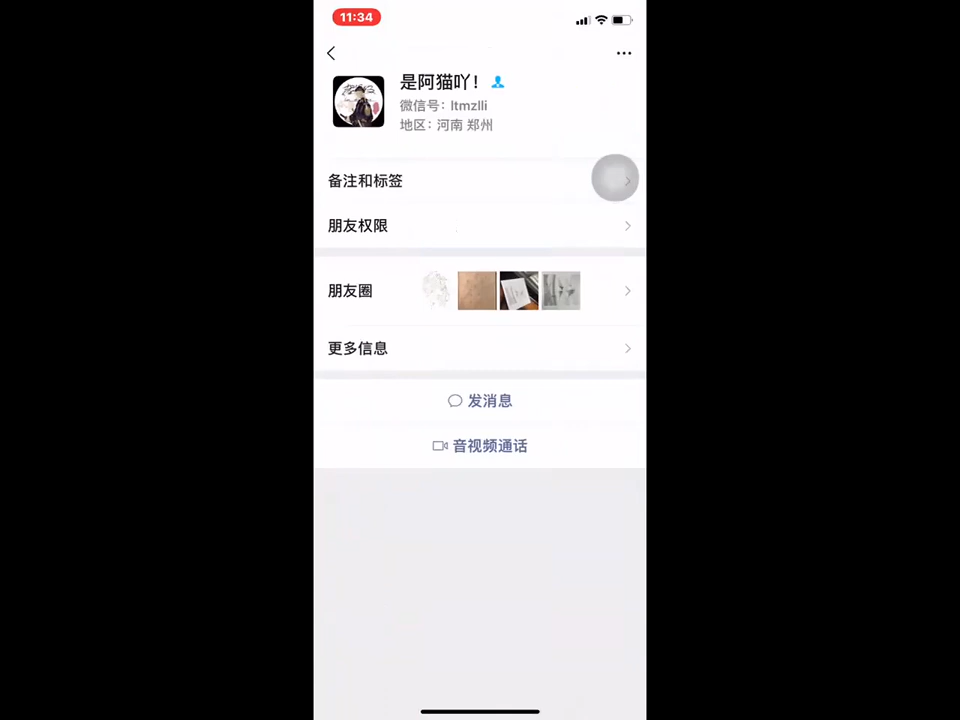 11:34
是阿猫吖！
微信号：ltmzlli
地区：河南 郑州
备注和标签
朋友权限
朋友圈
更多信息
发消息
音视频通话